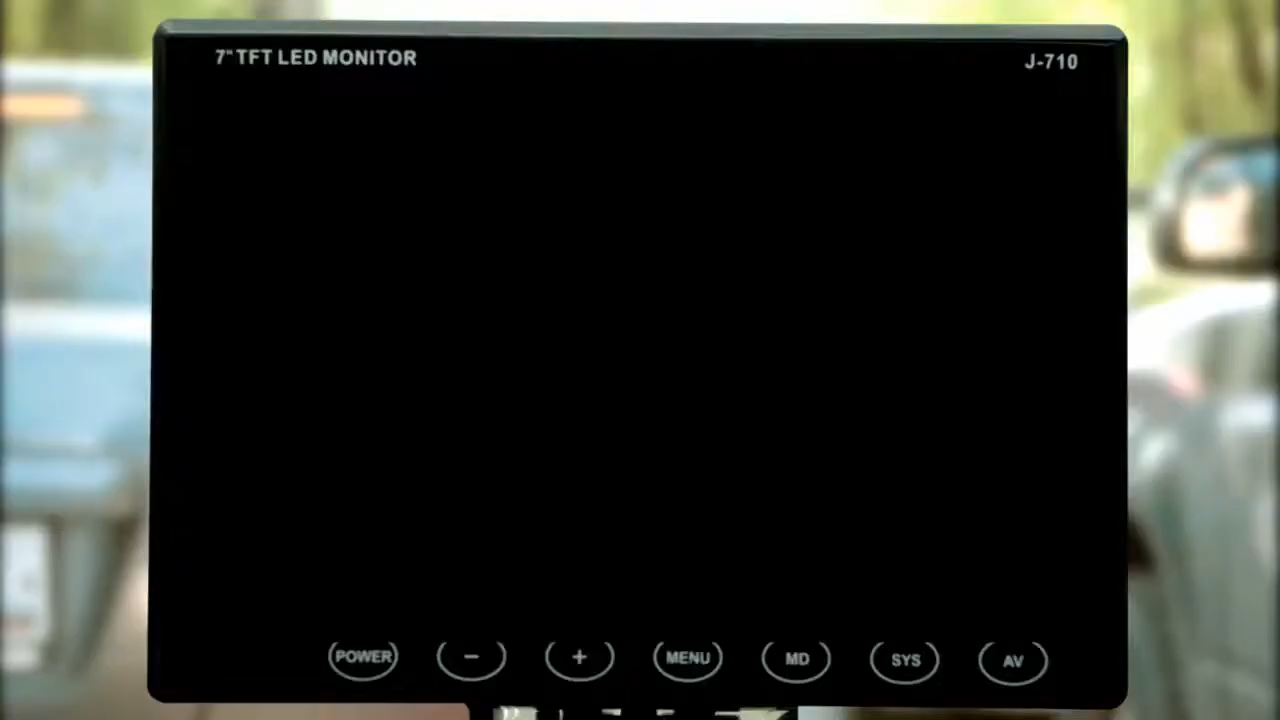 7" TFT LED MONITOR
J-710
POWER
−
+
MENU
MD
SYS
AV